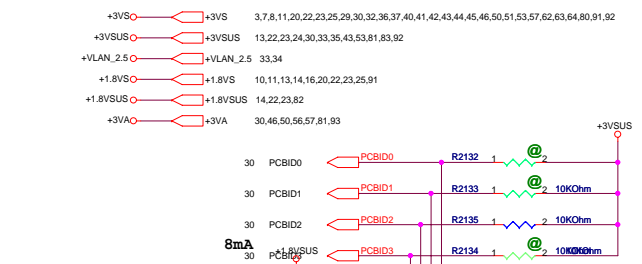 +3VS +3VS 3,7,8,11,20,22,23,25,29,30,32,36,37,40,41,42,43,44,45,46,50,51,53,57,62,63,64,80,91,92
+3VSUS +3VSUS 13,22,23,24,30,33,35,43,53,81,83,92
+VLAN_2.5 +VLAN_2.5 33,34
+1.8VS +1.8VS 10,11,13,14,16,20,22,23,25,91
+1.8VSUS +1.8VSUS 14,22,23,82
+3VA +3VA 30,46,50,56,57,81,93
+3VSUS
30 PCBID0 PCBID0 R2132 1 @ 2
30 PCBID1 PCBID1 R2133 1 @ 2 10KOhm
30 PCBID2 PCBID2 R2135 1 2 10KOhm
8mA +1.8VSUS
30 PCBID3 PCBID3 R2134 1 @ 2